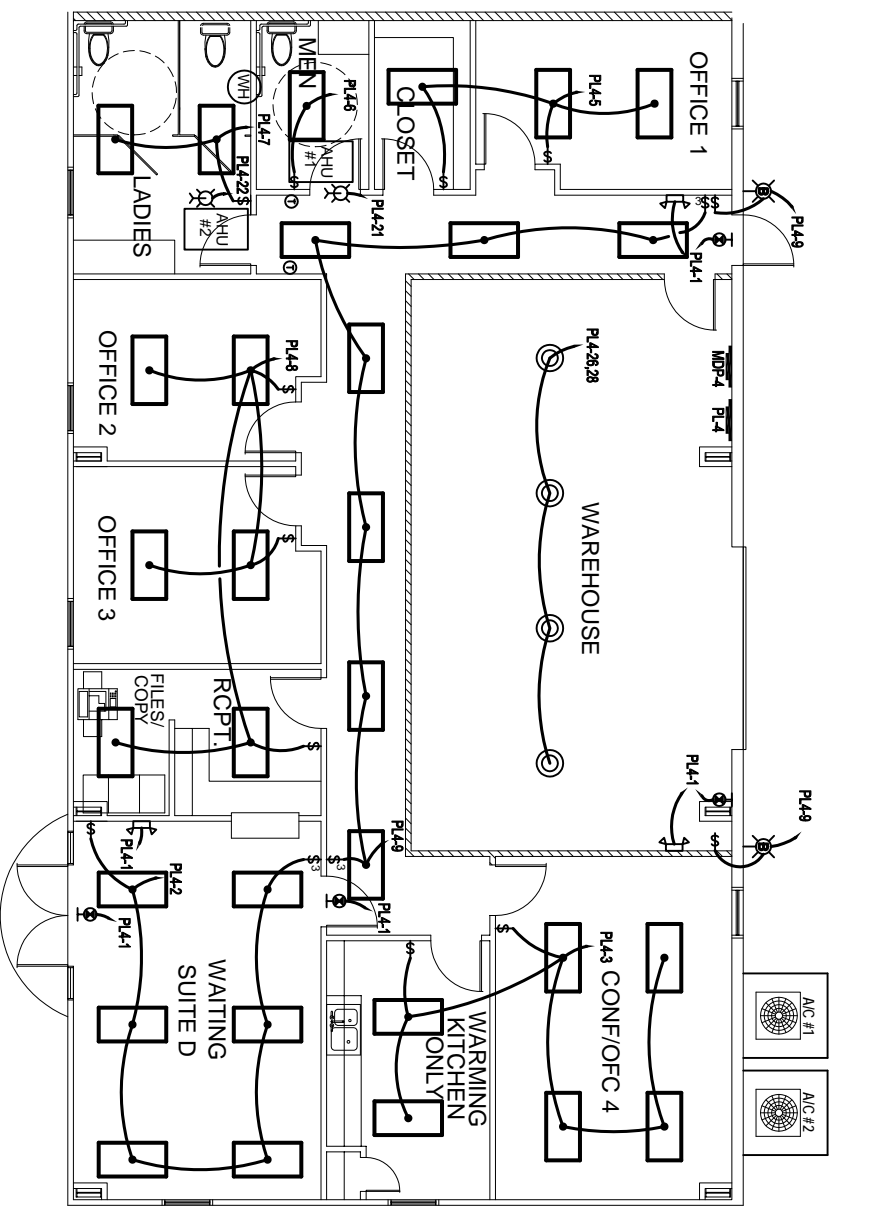 OFFICE 1
PL4-5
CLOSET
MEN
PL4-6
WH
AHU
#1
PL4-7
PL4-22
AHU
#2
LADIES
PL4-21
T
T
S
S
S
S
3
S
S
B
PL4-9
PL4-1
OFFICE 2
PL4-8
S
OFFICE 3
S
PL4-26,28
WAREHOUSE
MDP-4
PL-4
FILES/
COPY
RCPT.
S
PL4-1
PL4-9
B
S
S
PL4-1
PL4-2
PL4-1
S
3
S
3
PL4-9
PL4-1
WAITING
SUITE D
S
PL4-3
CONF/OFC 4
S
WARMING
KITCHEN
ONLY
A/C #1
A/C #2